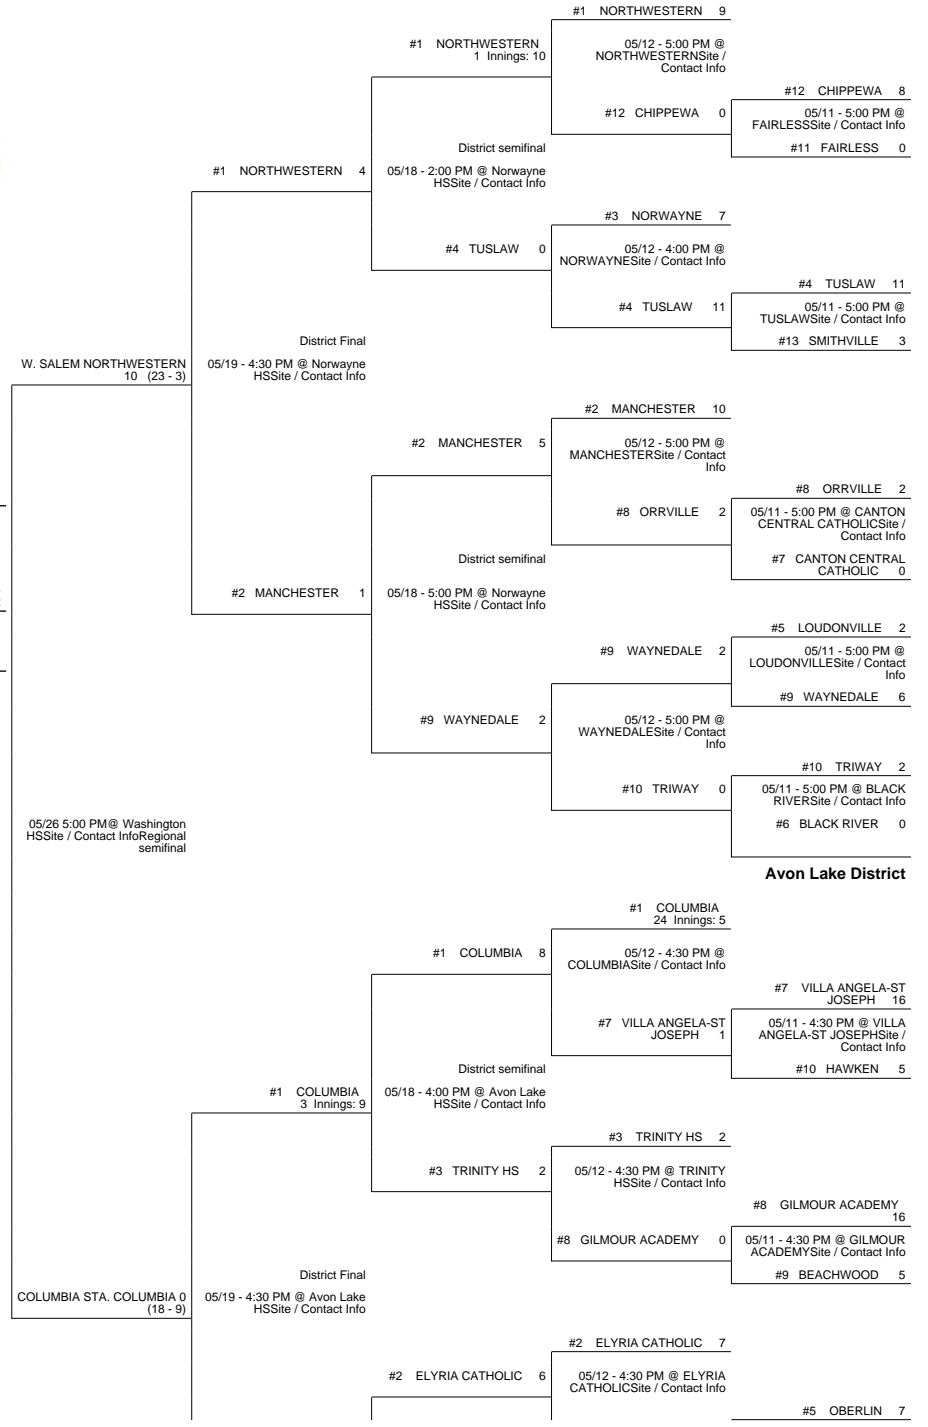 #1 NORTHWESTERN 9
#1 NORTHWESTERN
1 Innings: 10
05/12 - 5:00 PM @
NORTHWESTERNSite /
Contact Info
#12 CHIPPEWA 8
#12 CHIPPEWA 0
05/11 - 5:00 PM @
FAIRLESSSite / Contact Info
#11 FAIRLESS 0
District semifinal
#1 NORTHWESTERN 4
05/18 - 2:00 PM @ Norwayne
HSSite / Contact Info
#3 NORWAYNE 7
#4 TUSLAW 0
05/12 - 4:00 PM @
NORWAYNESite / Contact Info
#4 TUSLAW 11
#4 TUSLAW 11
05/11 - 5:00 PM @
TUSLAWSite / Contact Info
#13 SMITHVILLE 3
District Final
W. SALEM NORTHWESTERN
10 (23 - 3)
05/19 - 4:30 PM @ Norwayne
HSSite / Contact Info
#2 MANCHESTER 10
#2 MANCHESTER 5
05/12 - 5:00 PM @
MANCHESTERSite / Contact
Info
#8 ORRVILLE 2
#8 ORRVILLE 2
05/11 - 5:00 PM @ CANTON
CENTRAL CATHOLICSite /
Contact Info
#7 CANTON CENTRAL
CATHOLIC 0
District semifinal
#2 MANCHESTER 1
05/18 - 5:00 PM @ Norwayne
HSSite / Contact Info
#5 LOUDONVILLE 2
#9 WAYNEDALE 2
05/11 - 5:00 PM @
LOUDONVILLESite / Contact
Info
#9 WAYNEDALE 6
#9 WAYNEDALE 2
05/12 - 5:00 PM @
WAYNEDALESite / Contact
Info
#10 TRIWAY 2
#10 TRIWAY 0
05/11 - 5:00 PM @ BLACK
RIVERSite / Contact Info
#6 BLACK RIVER 0
05/26 5:00 PM@ Washington
HSSite / Contact InfoRegional
semifinal
Avon Lake District
#1 COLUMBIA
24 Innings: 5
#1 COLUMBIA 8
05/12 - 4:30 PM @
COLUMBIASite / Contact Info
#7 VILLA ANGELA-ST
JOSEPH 16
#7 VILLA ANGELA-ST
JOSEPH 1
05/11 - 4:30 PM @ VILLA
ANGELA-ST JOSEPHSite /
Contact Info
#10 HAWKEN 5
District semifinal
#1 COLUMBIA
3 Innings: 9
05/18 - 4:00 PM @ Avon Lake
HSSite / Contact Info
#3 TRINITY HS 2
#3 TRINITY HS 2
05/12 - 4:30 PM @ TRINITY
HSSite / Contact Info
#8 GILMOUR ACADEMY
16
#8 GILMOUR ACADEMY 0
05/11 - 4:30 PM @ GILMOUR
ACADEMYSite / Contact Info
#9 BEACHWOOD 5
District Final
COLUMBIA STA. COLUMBIA 0
(18 - 9)
05/19 - 4:30 PM @ Avon Lake
HSSite / Contact Info
#2 ELYRIA CATHOLIC 7
#2 ELYRIA CATHOLIC 6
05/12 - 4:30 PM @ ELYRIA
CATHOLICSite / Contact Info
#5 OBERLIN 7